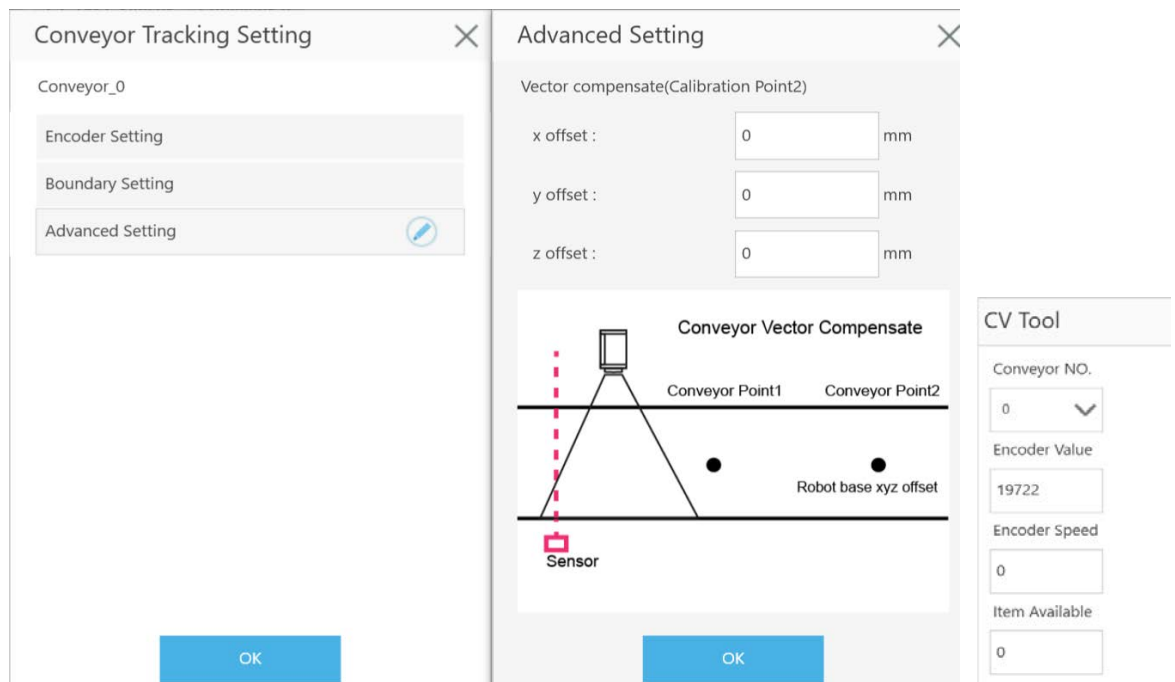 Conveyor Tracking Setting
Conveyor_0
Encoder Setting
Boundary Setting
Advanced Setting
OK
Advanced Setting
Vector compensate(Calibration Point2)
x offset : 0 mm
y offset : 0 mm
z offset : 0 mm
Conveyor Vector Compensate
Conveyor Point1 Conveyor Point2
Robot base xyz offset
Sensor
OK
CV Tool
Conveyor NO.
0
Encoder Value
19722
Encoder Speed
0
Item Available
0